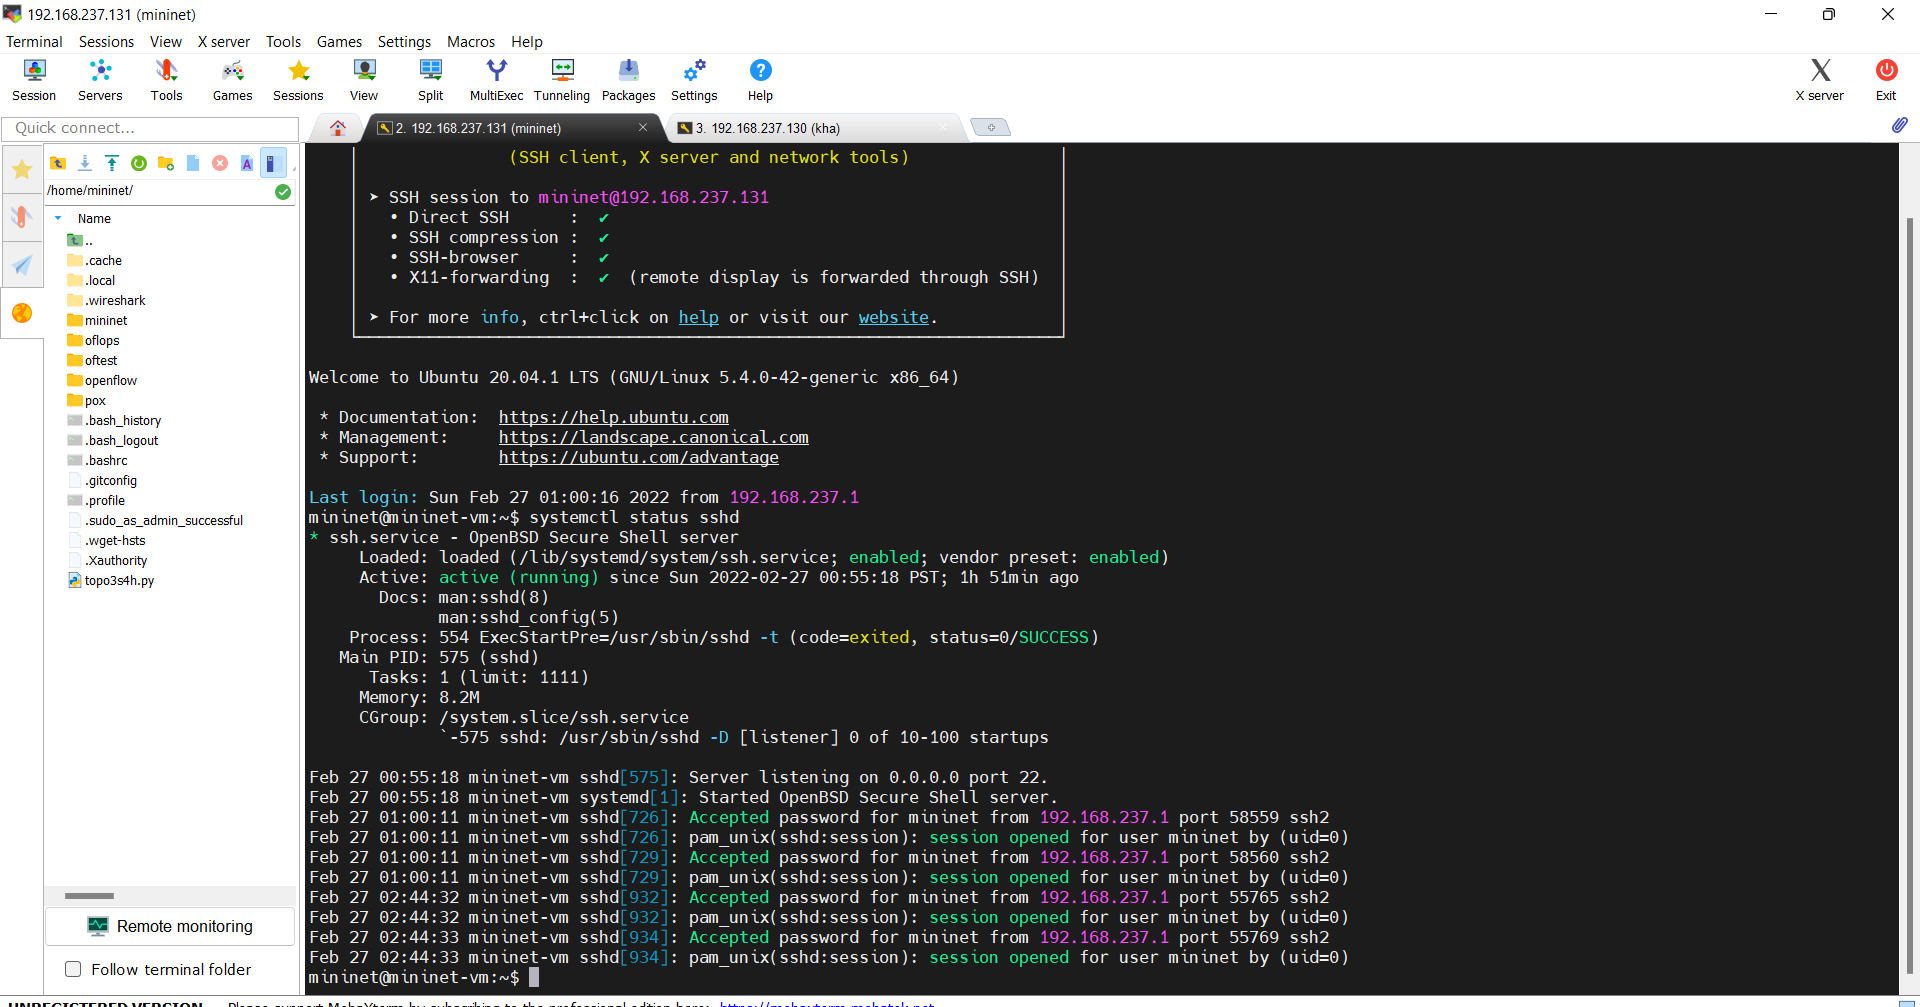 192.168.237.131 (mininet)
Terminal Sessions View X server Tools Games Settings Macros Help
Session Servers Tools Games Sessions View Split MultiExec Tunneling Packages Settings Help X server Exit
Quick connect...
2. 192.168.237.131 (mininet)
3. 192.168.237.130 (kha)
/home/mininet/
Name
..
.cache
.local
.wireshark
mininet
oflops
oftest
openflow
pox
.bash_history
.bash_logout
.bashrc
.gitconfig
.profile
.sudo_as_admin_successful
.wget-hsts
.Xauthority
topo3s4h.py
Remote monitoring
Follow terminal folder
(SSH client, X server and network tools)
➤ SSH session to mininet@192.168.237.131
• Direct SSH : ✔
• SSH compression : ✔
• SSH-browser : ✔
• X11-forwarding : ✔ (remote display is forwarded through SSH)
➤ For more info, ctrl+click on help or visit our website.
Welcome to Ubuntu 20.04.1 LTS (GNU/Linux 5.4.0-42-generic x86_64)
* Documentation: https://help.ubuntu.com
* Management: https://landscape.canonical.com
* Support: https://ubuntu.com/advantage
Last login: Sun Feb 27 01:00:16 2022 from 192.168.237.1
mininet@mininet-vm:~$ systemctl status sshd
* ssh.service - OpenBSD Secure Shell server
Loaded: loaded (/lib/systemd/system/ssh.service; enabled; vendor preset: enabled)
Active: active (running) since Sun 2022-02-27 00:55:18 PST; 1h 51min ago
Docs: man:sshd(8)
man:sshd_config(5)
Process: 554 ExecStartPre=/usr/sbin/sshd -t (code=exited, status=0/SUCCESS)
Main PID: 575 (sshd)
Tasks: 1 (limit: 1111)
Memory: 8.2M
CGroup: /system.slice/ssh.service
`-575 sshd: /usr/sbin/sshd -D [listener] 0 of 10-100 startups
Feb 27 00:55:18 mininet-vm sshd[575]: Server listening on 0.0.0.0 port 22.
Feb 27 00:55:18 mininet-vm systemd[1]: Started OpenBSD Secure Shell server.
Feb 27 01:00:11 mininet-vm sshd[726]: Accepted password for mininet from 192.168.237.1 port 58559 ssh2
Feb 27 01:00:11 mininet-vm sshd[726]: pam_unix(sshd:session): session opened for user mininet by (uid=0)
Feb 27 01:00:11 mininet-vm sshd[729]: Accepted password for mininet from 192.168.237.1 port 58560 ssh2
Feb 27 01:00:11 mininet-vm sshd[729]: pam_unix(sshd:session): session opened for user mininet by (uid=0)
Feb 27 02:44:32 mininet-vm sshd[932]: Accepted password for mininet from 192.168.237.1 port 55765 ssh2
Feb 27 02:44:32 mininet-vm sshd[932]: pam_unix(sshd:session): session opened for user mininet by (uid=0)
Feb 27 02:44:33 mininet-vm sshd[934]: Accepted password for mininet from 192.168.237.1 port 55769 ssh2
Feb 27 02:44:33 mininet-vm sshd[934]: pam_unix(sshd:session): session opened for user mininet by (uid=0)
mininet@mininet-vm:~$
UNREGISTERED VERSION - Please support MobaXterm by subscribing to the professional edition here: https://mobaxterm.mobatek.net